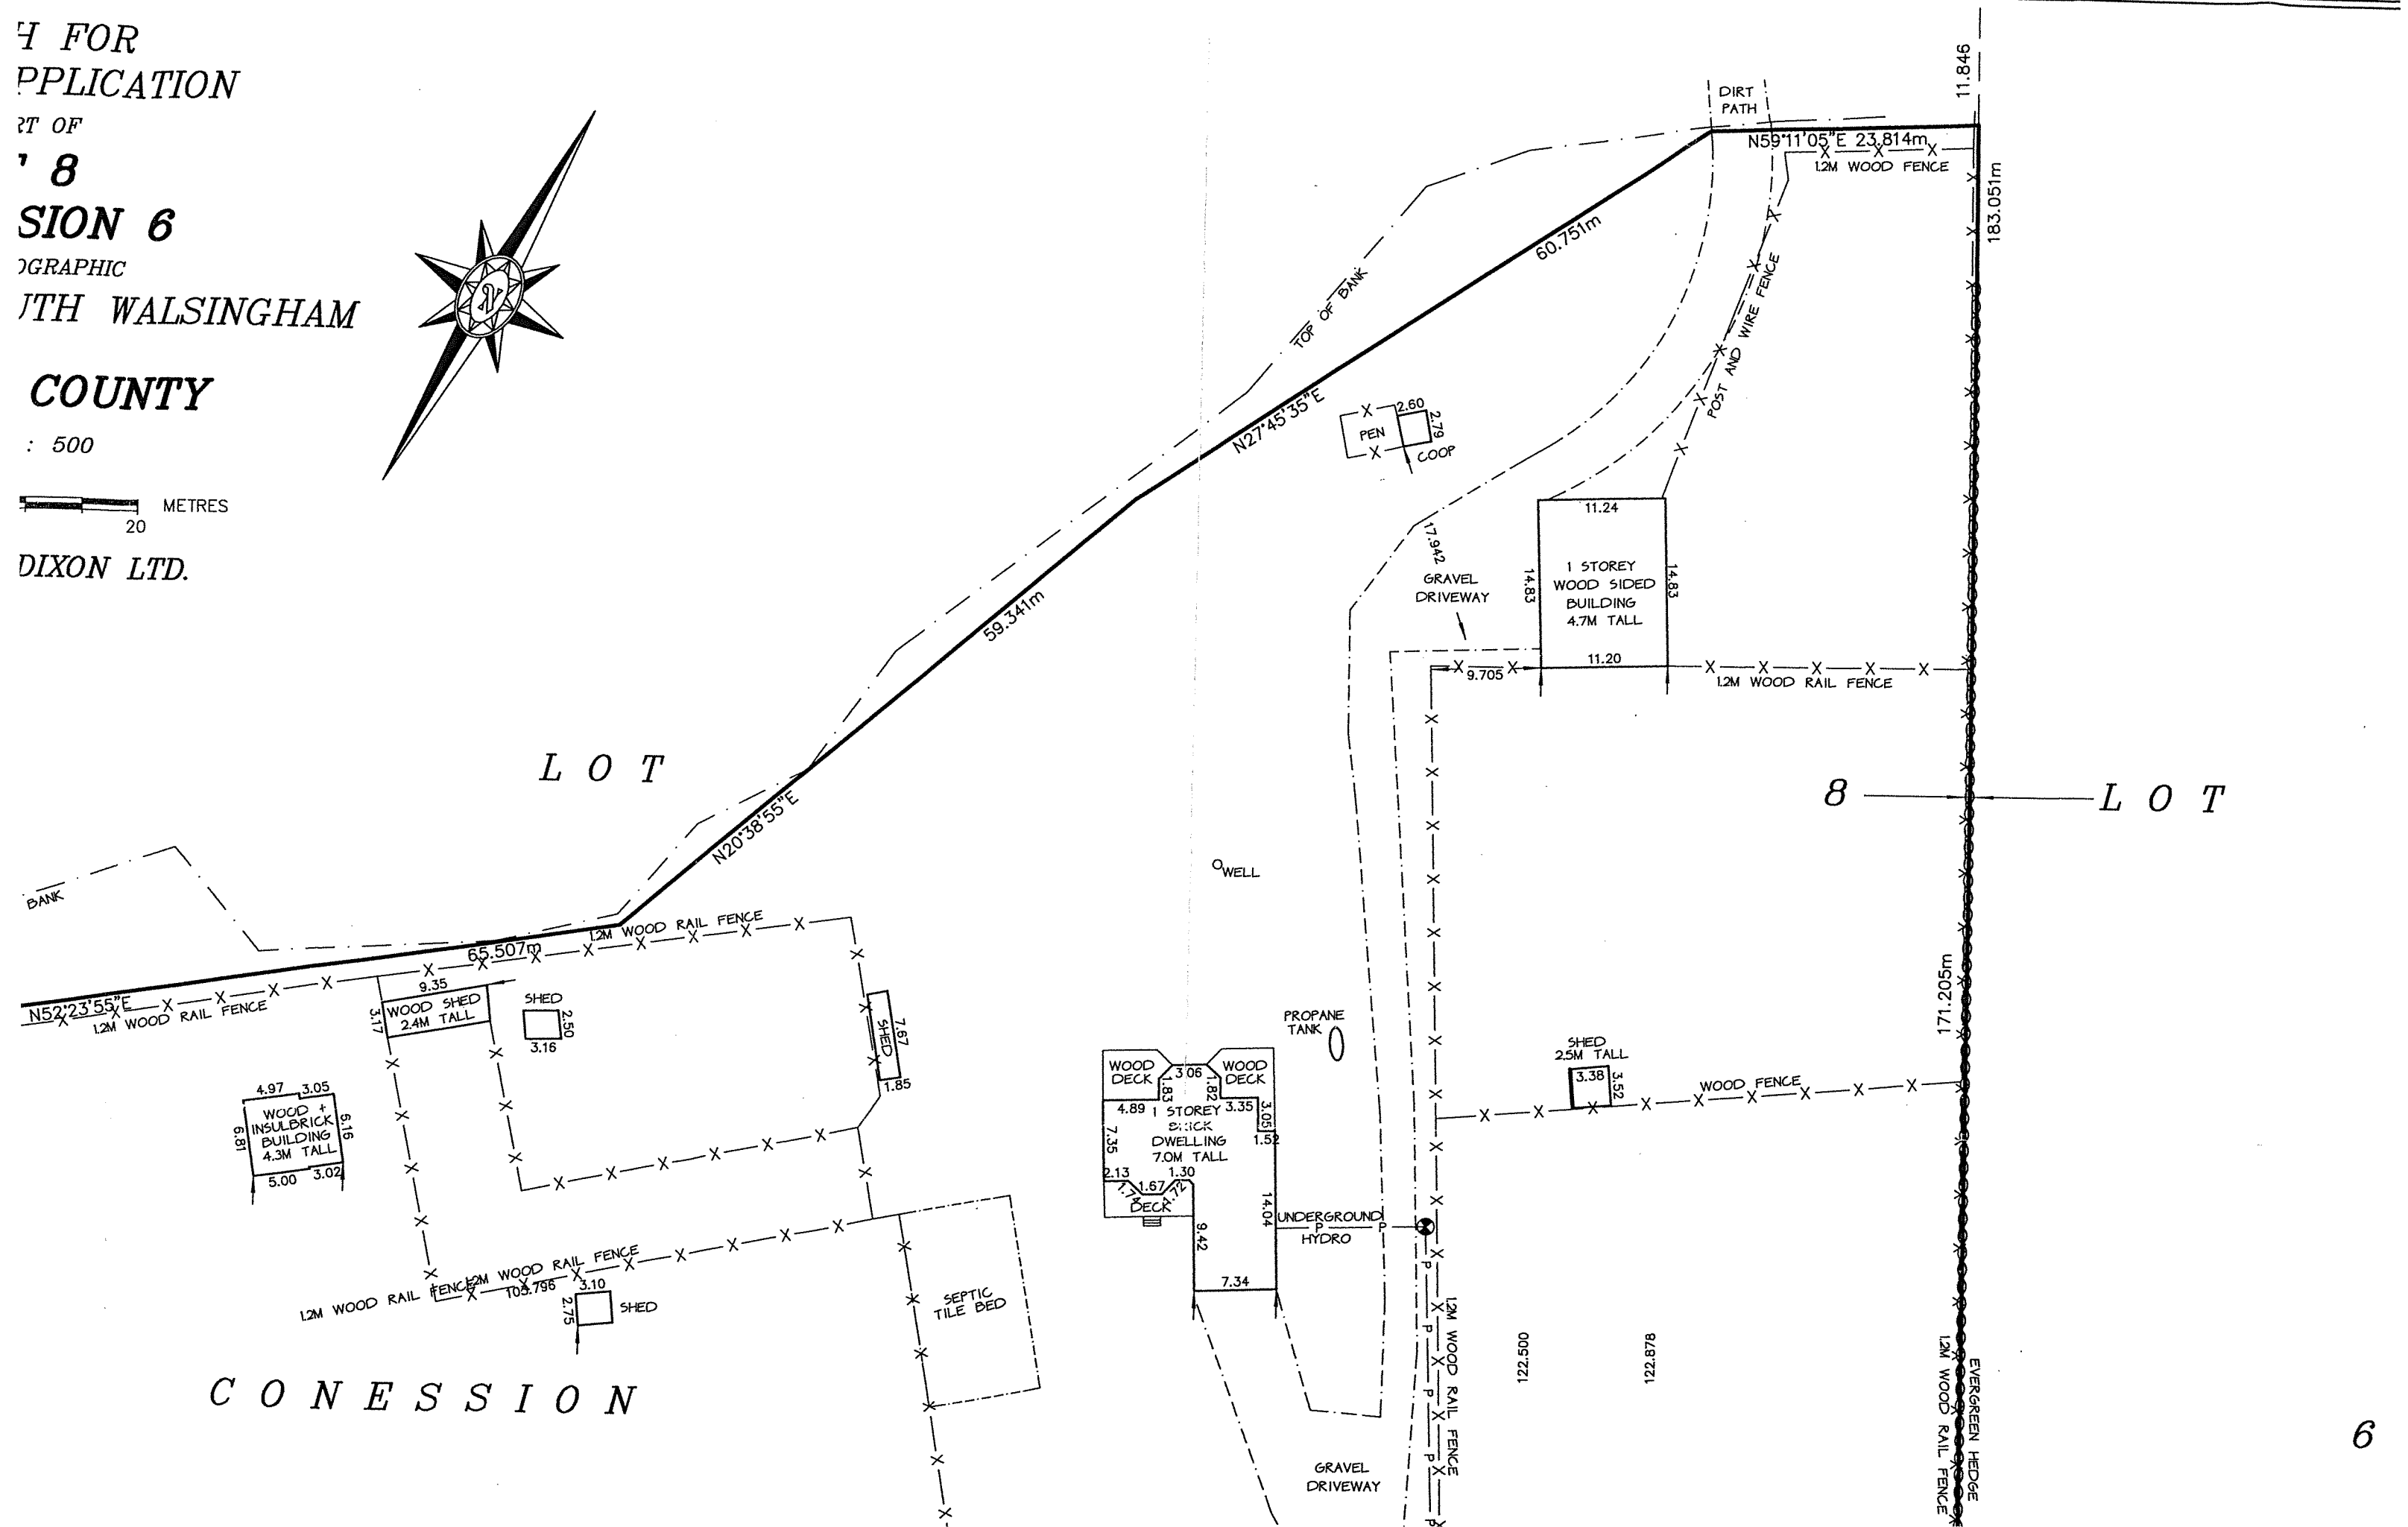 H FOR
PPLICATION
RT OF
8
SION 6
OGRAPHIC
UTH WALSINGHAM
COUNTY
: 500
METRES
20
DIXON LTD.
11.846
DIRT
PATH
N59°11'05"E 23.814m
1.2M WOOD FENCE
183.051m
60.751m
TOP OF BANK
POST AND WIRE FENCE
N27°45'35"E
2.60
PEN
2.79
COOP
17.942
GRAVEL
DRIVEWAY
11.24
14.83
1 STOREY
WOOD SIDED
BUILDING
4.7M TALL
14.83
11.20
9.705
1.2M WOOD RAIL FENCE
59.341m
LOT
N20°38'55"E
8
LOT
WELL
BANK
1.2M WOOD RAIL FENCE
65.507m
N52°23'55"E
1.2M WOOD RAIL FENCE
9.35
WOOD SHED
2.4M TALL
3.17
SHED
2.50
3.16
SHED
7.67
1.85
4.97 3.05
WOOD +
INSULBRICK
BUILDING
4.3M TALL
6.81
6.16
5.00 3.02
PROPANE
TANK
WOOD
DECK
3.06
WOOD
DECK
1.83
1.82
4.89
3.35
3.05
1 STOREY
BRICK
DWELLING
7.0M TALL
1.52
7.35
2.13
1.30
1.67
1.74
1.72
DECK
14.04
9.42
7.34
UNDERGROUND
P P
HYDRO
171.205m
SHED
2.5M TALL
3.38
3.52
WOOD FENCE
1.2M WOOD RAIL FENCE
1.2M WOOD RAIL FENCE
103.796
3.10
2.75
SHED
SEPTIC
TILE BED
CONESSION
GRAVEL
DRIVEWAY
1.2M WOOD RAIL FENCE
122.500
122.878
1.2M WOOD RAIL FENCE
EVERGREEN HEDGE
6